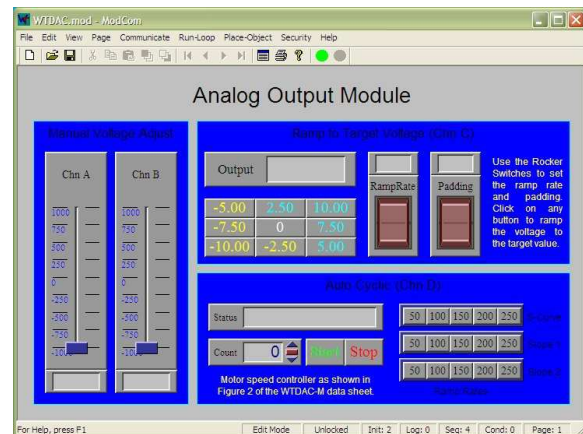 WTDAC.mod - ModCom
File Edit View Page Communicate Run-Loop Place-Object Security Help
Analog Output Module
Manual Voltage Adjust
Chn A
Chn B
1000
750
500
250
0
-250
-500
-750
-1000
1000
750
500
250
0
-250
-500
-750
-1000
Ramp to Target Voltage (Chn C)
Output
RampRate
Padding
-5.00 2.50 10.00
-7.50 0 7.50
-10.00 -2.50 5.00
Use the Rocker
Switches to set
the ramp rate
and padding.
Click on any
button to ramp
the voltage to
the target value.
Auto Cyclic (Chn D)
Status
Count 0 Start Stop
Motor speed controller as shown in
Figure 2 of the WTDAC-M data sheet.
50 100 150 200 250
50 100 150 200 250
50 100 150 200 250
Ramp Rates
For Help, press F1
Edit Mode Unlocked Init: 2 Log: 0 Seq: 4 Cond: 0 Page: 1